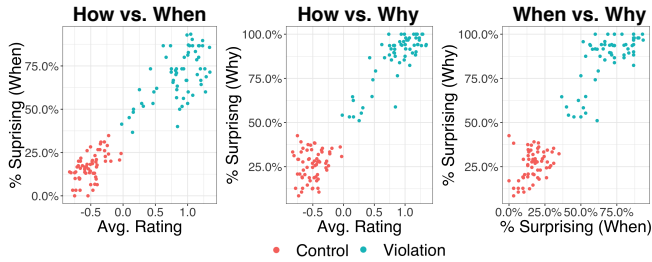 How vs. When
How vs. Why
When vs. Why
% Suprising (When)
75.0%
50.0%
25.0%
0.0%
-0.5
0.0
0.5
1.0
Avg. Rating
% Surprising (Why)
100.0%
75.0%
50.0%
25.0%
-0.5
0.0
0.5
1.0
Avg. Rating
% Surprising (Why)
100.0%
75.0%
50.0%
25.0%
0.0%
25.0%
50.0%
75.0%
% Surprising (When)
Control
Violation